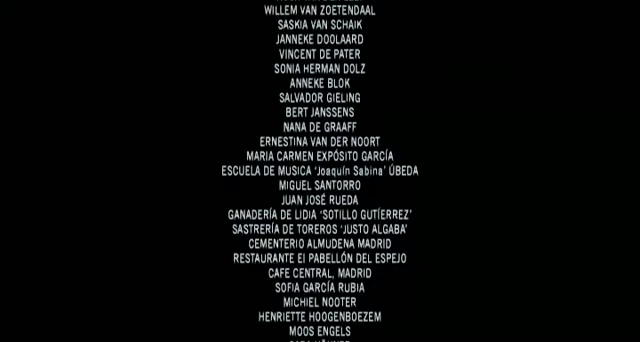 WILLEM VAN ZOETENDAAL
SASKIA VAN SCHAIK
JANNEKE DOOLAARD
VINCENT DE PATER
SONIA HERMAN DOLZ
ANNEKE BLOK
SALVADOR GIELING
BERT JANSSENS
NANA DE GRAAFF
ERNESTINA VAN DER NOORT
MARIA CARMEN EXPÓSITO GARCÍA
ESCUELA DE MUSICA 'Joaquín Sabina' ÚBEDA
MIGUEL SANTORRO
JUAN JOSÉ RUEDA
GANADERÍA DE LIDIA 'SOTILLO GUTÍERREZ'
SASTRERÍA DE TOREROS 'JUSTO ALGABA'
CEMENTERIO ALMUDENA MADRID
RESTAURANTE El PABELLÓN DEL ESPEJO
CAFE CENTRAL, MADRID
SOFIA GARCÍA RUBIA
MICHIEL NOOTER
HENRIETTE HOOGENBOEZEM
MOOS ENGELS